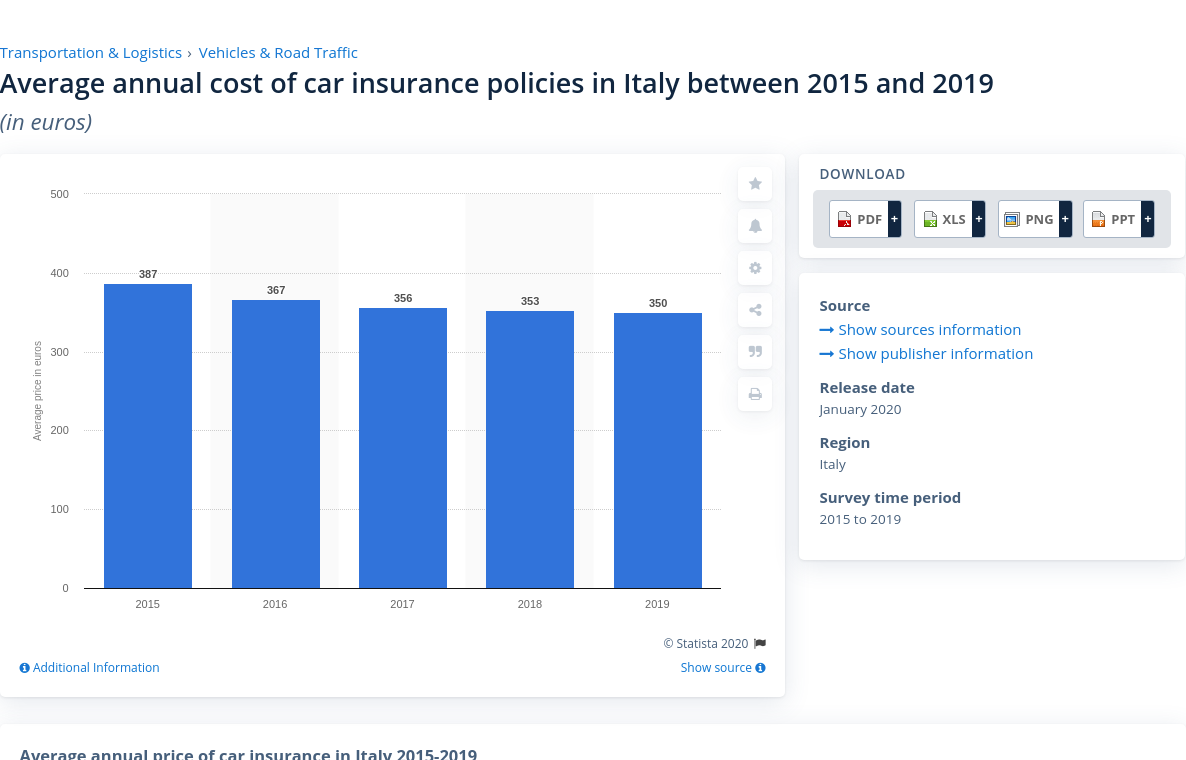 Transportation & Logistics › Vehicles & Road Traffic
Average annual cost of car insurance policies in Italy between 2015 and 2019
(in euros)
500
400
300
200
100
0
Average price in euros
387
367
356
353
350
2015
2016
2017
2018
2019
© Statista 2020
Additional Information
Show source
DOWNLOAD
PDF +
XLS +
PNG +
PPT +
Source
Show sources information
Show publisher information
Release date
January 2020
Region
Italy
Survey time period
2015 to 2019
Average annual price of car insurance in Italy 2015-2019